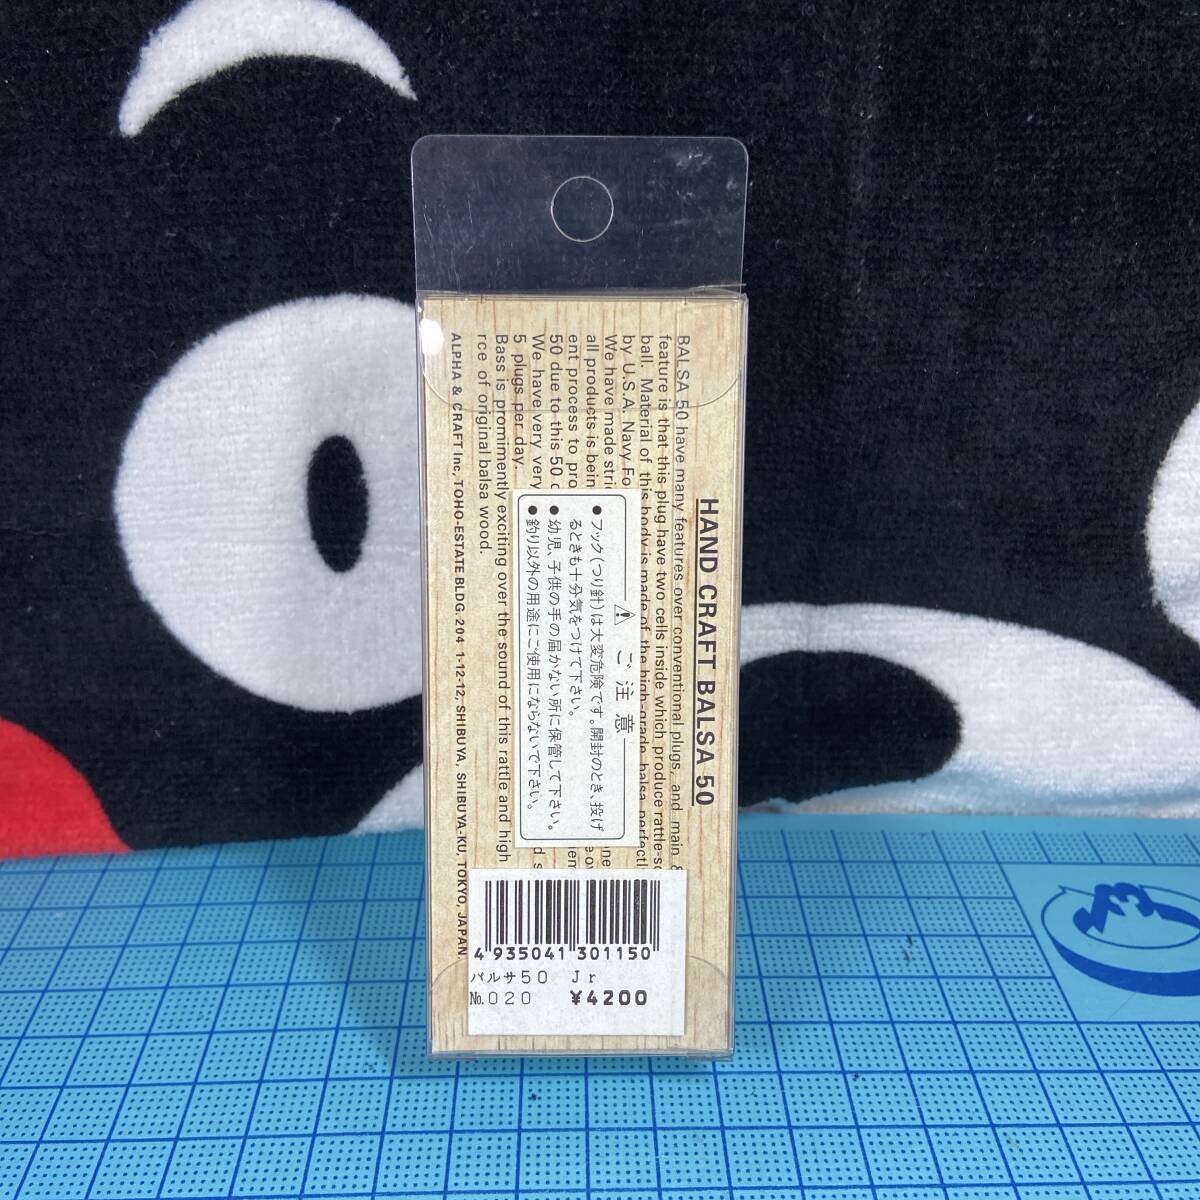 HAND CRAFT BALSA 50
BALSA 50 have many features over conventional plugs, and main
feature is that this plug have two cells inside which produce rattle-so
ball. Material of this body is made of the high-grade balsa perfectl
by U.S.A. Navy Fo
We have made stri
all products is bein
ent process to pro
50 due to this 50
We have very very
5 plugs per day.
Bass is promimently exciting over the sound of this rattle and high
rce of original balsa wood.
ALPHA & CRAFT Inc, TOHO-ESTATE BLDG. 204 1-12-12, SHIBUYA, SHIBUYA-KU, TOKYO, JAPAN.
⚠ ご注意
●フック(つり針)は大変危険です。開封のとき、投げ
るときも十分気をつけて下さい。
●幼児、子供の手の届かない所に保管して下さい。
●釣り以外の用途にご使用にならないで下さい。
4 935041 301150
バルサ50 Jr
№020 ¥4200